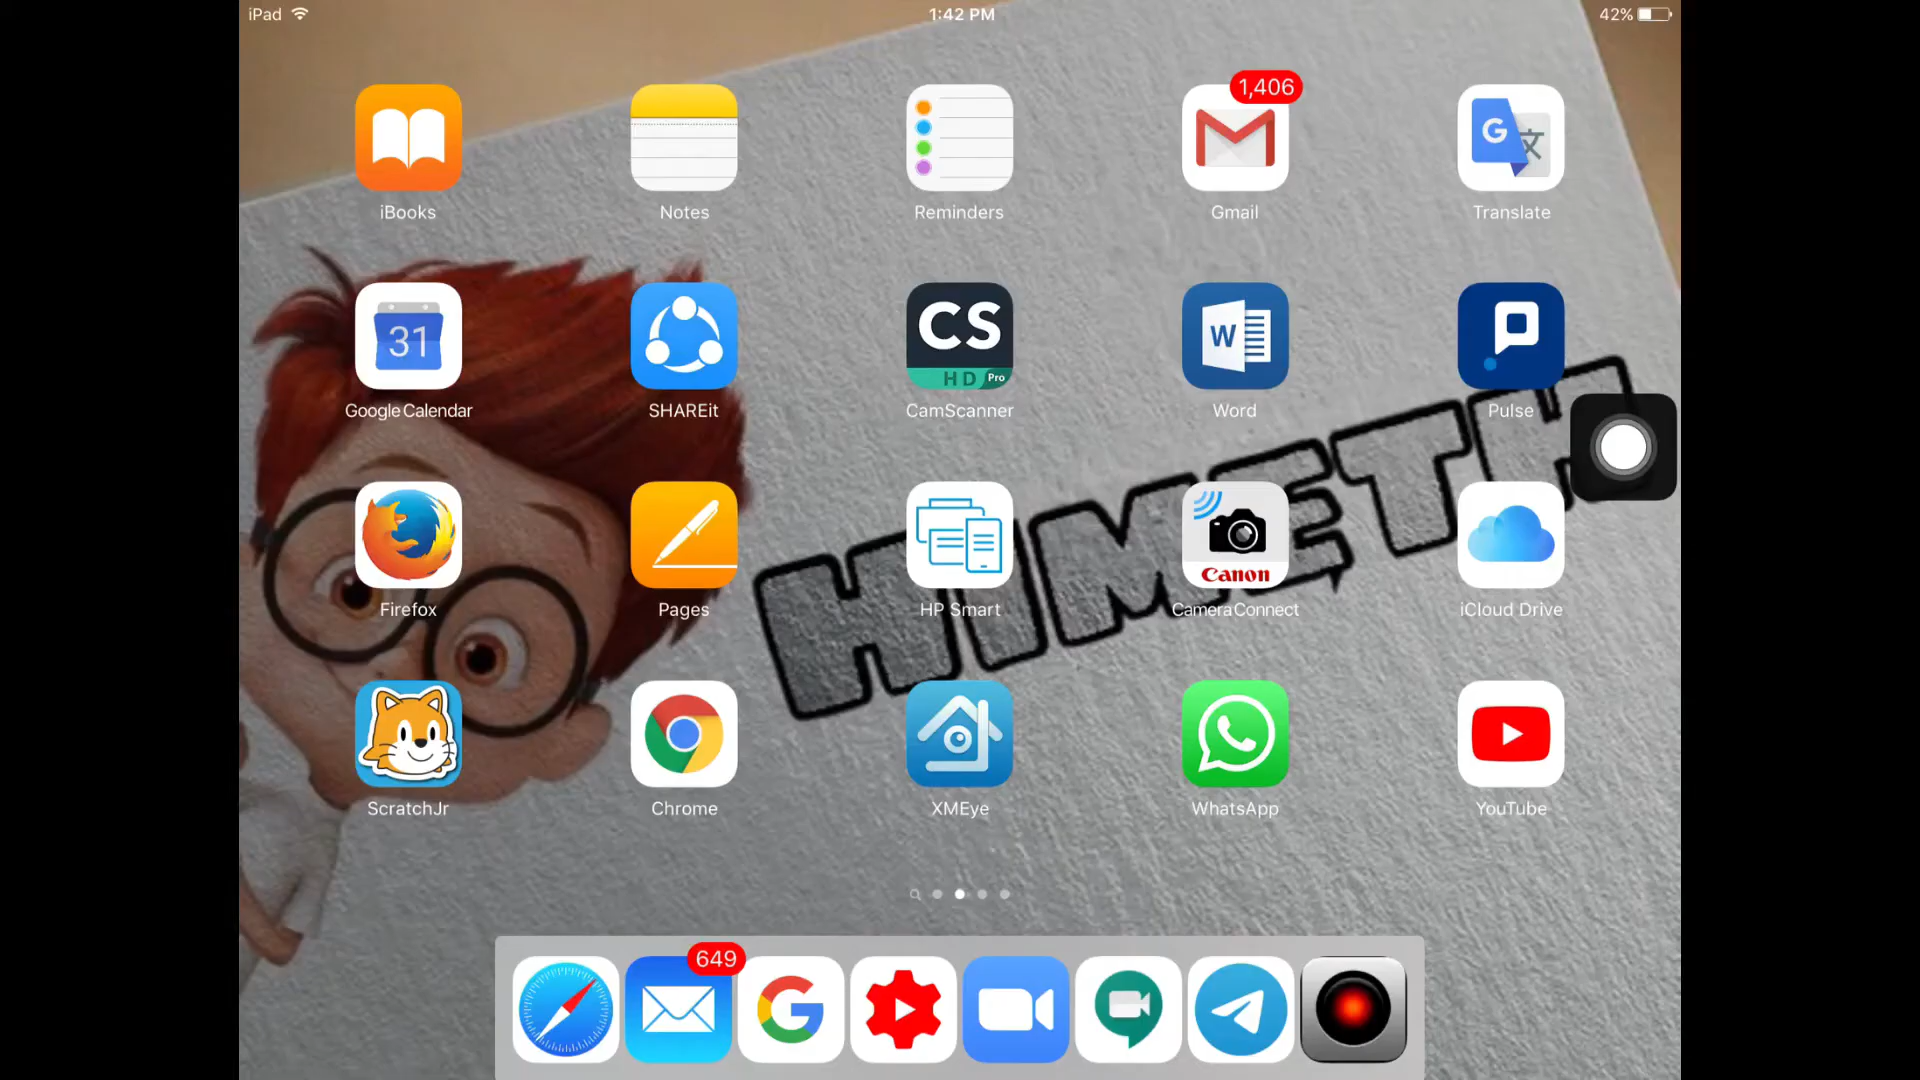 iPad 1:42 PM 42%
1,406
iBooks Notes Reminders Gmail Translate
31 CS HD Pro W
Google Calendar SHAREit CamScanner Word Pulse
HIMETH
Canon
Firefox Pages HP Smart CameraConnect iCloud Drive
ScratchJr Chrome XMEye WhatsApp YouTube
649